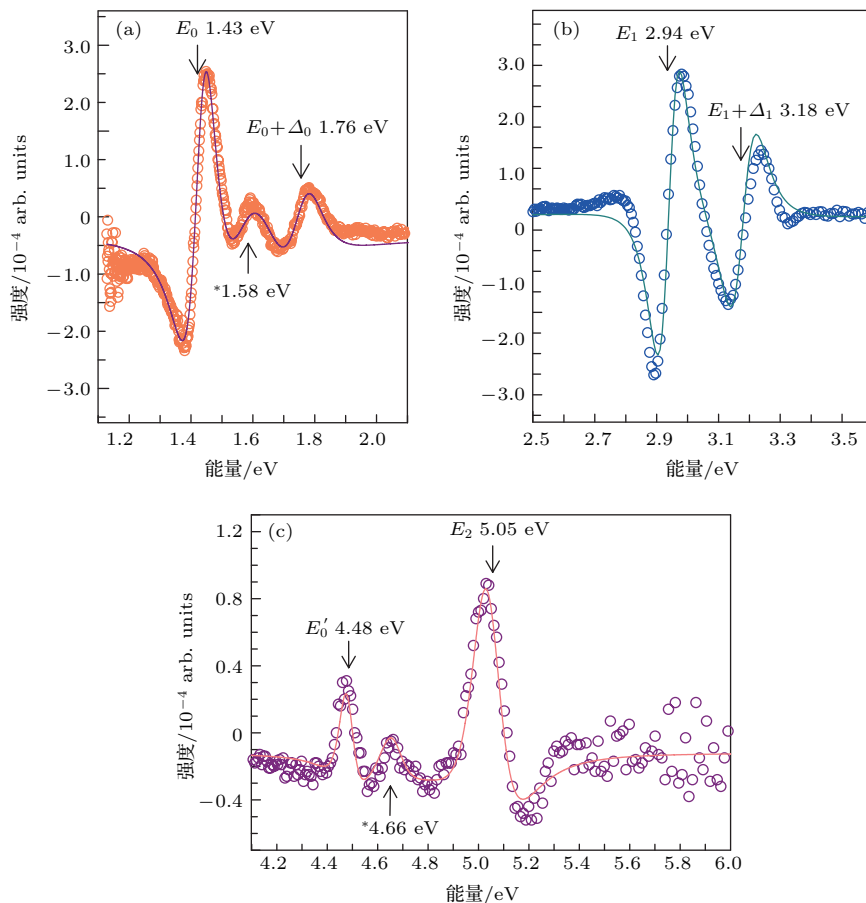 (a)
E₀ 1.43 eV
E₀+Δ₀ 1.76 eV
*1.58 eV
3.0
2.0
1.0
0
−1.0
−2.0
−3.0
强度/10⁻⁴ arb. units
1.2 1.4 1.6 1.8 2.0
能量/eV
(b)
E₁ 2.94 eV
E₁+Δ₁ 3.18 eV
3.0
2.0
1.0
0
−1.0
−2.0
−3.0
强度/10⁻⁴ arb. units
2.5 2.7 2.9 3.1 3.3 3.5
能量/eV
(c)
E₂ 5.05 eV
E₀′ 4.48 eV
*4.66 eV
1.2
0.8
0.4
0
−0.4
强度/10⁻⁴ arb. units
4.2 4.4 4.6 4.8 5.0 5.2 5.4 5.6 5.8 6.0
能量/eV